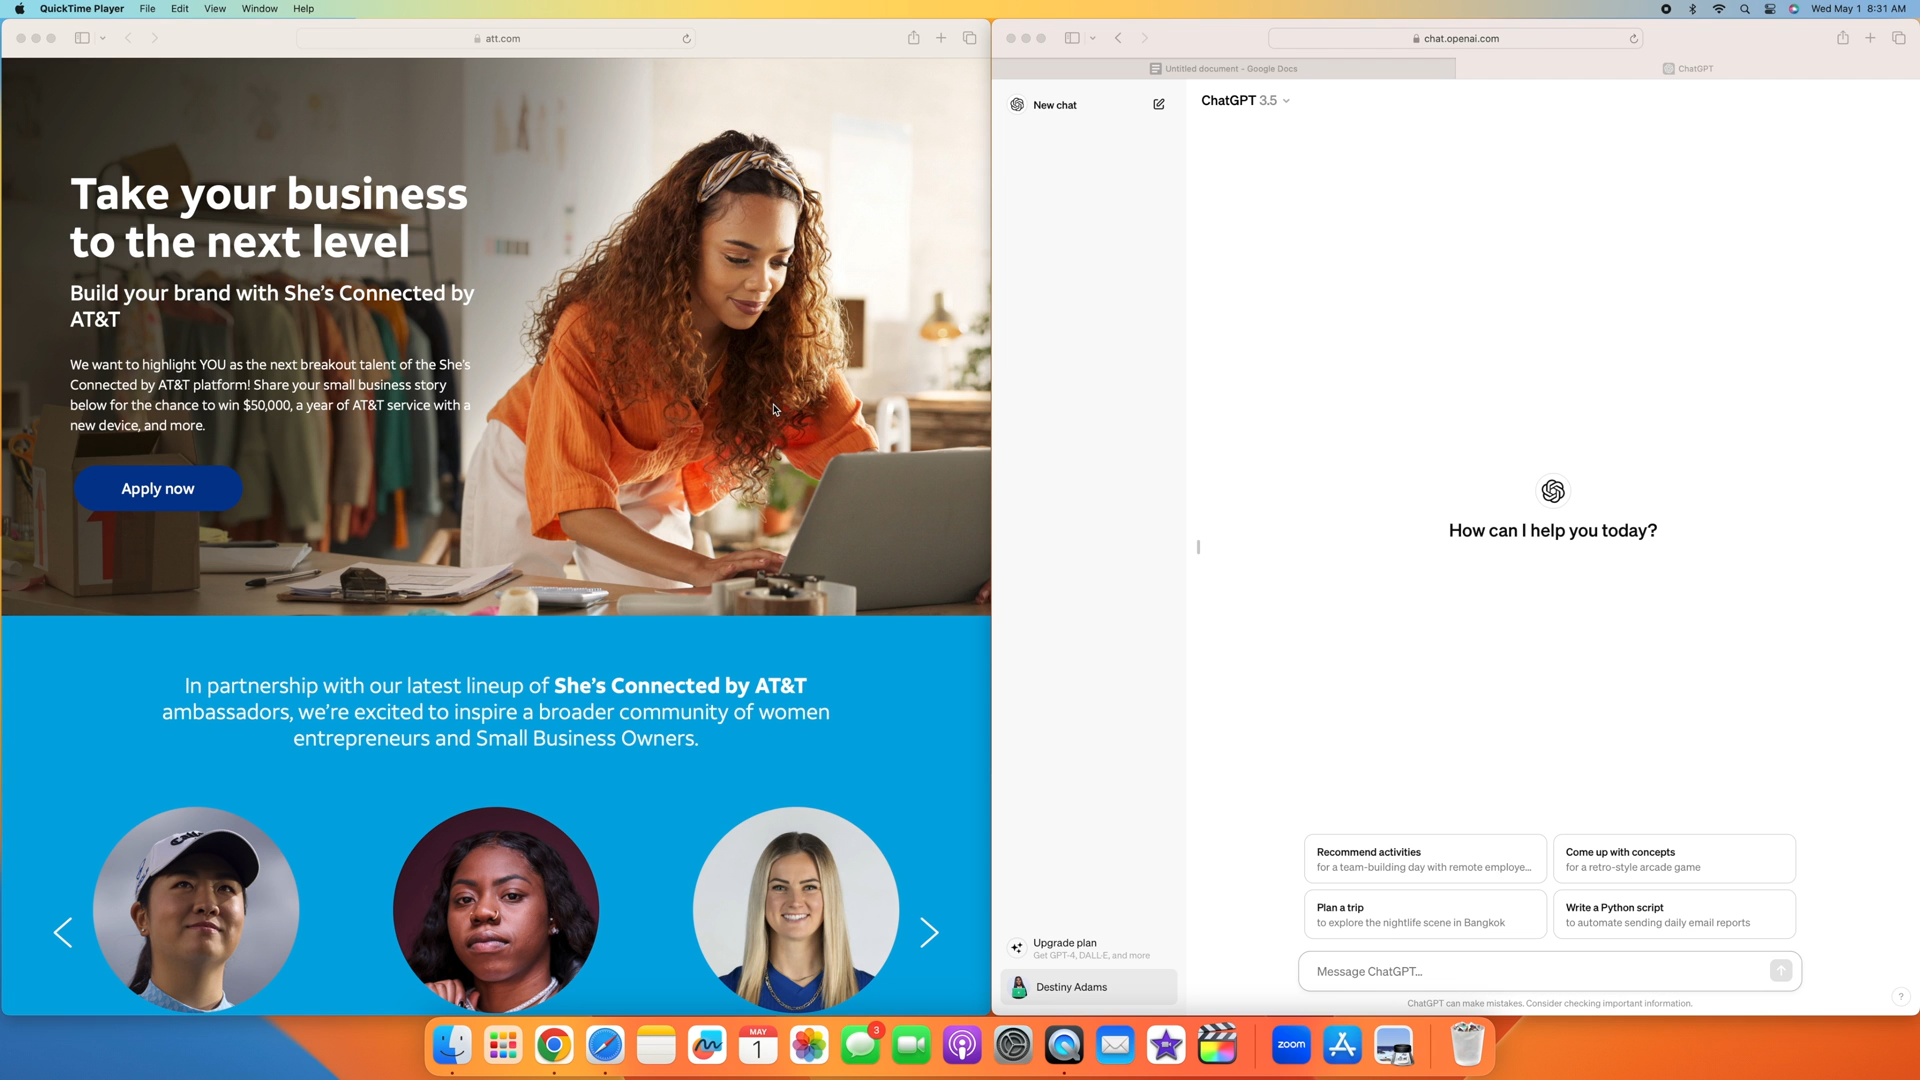 QuickTime Player File Edit View Window Help
Wed May 1 8:31 AM
att.com
Take your business
to the next level
Build your brand with She's Connected by
AT&T
We want to highlight YOU as the next breakout talent of the She's
Connected by AT&T platform! Share your small business story
below for the chance to win $50,000, a year of AT&T service with a
new device, and more.
Apply now
1
In partnership with our latest lineup of She's Connected by AT&T
ambassadors, we're excited to inspire a broader community of women
entrepreneurs and Small Business Owners.
chat.openai.com
Untitled document - Google Docs
ChatGPT
New chat
ChatGPT 3.5
How can I help you today?
Recommend activities
for a team-building day with remote employe...
Come up with concepts
for a retro-style arcade game
Plan a trip
to explore the nightlife scene in Bangkok
Write a Python script
to automate sending daily email reports
Upgrade plan
Get GPT-4, DALL·E, and more
Destiny Adams
Message ChatGPT...
ChatGPT can make mistakes. Consider checking important information.
?
MAY
1
3
zoom